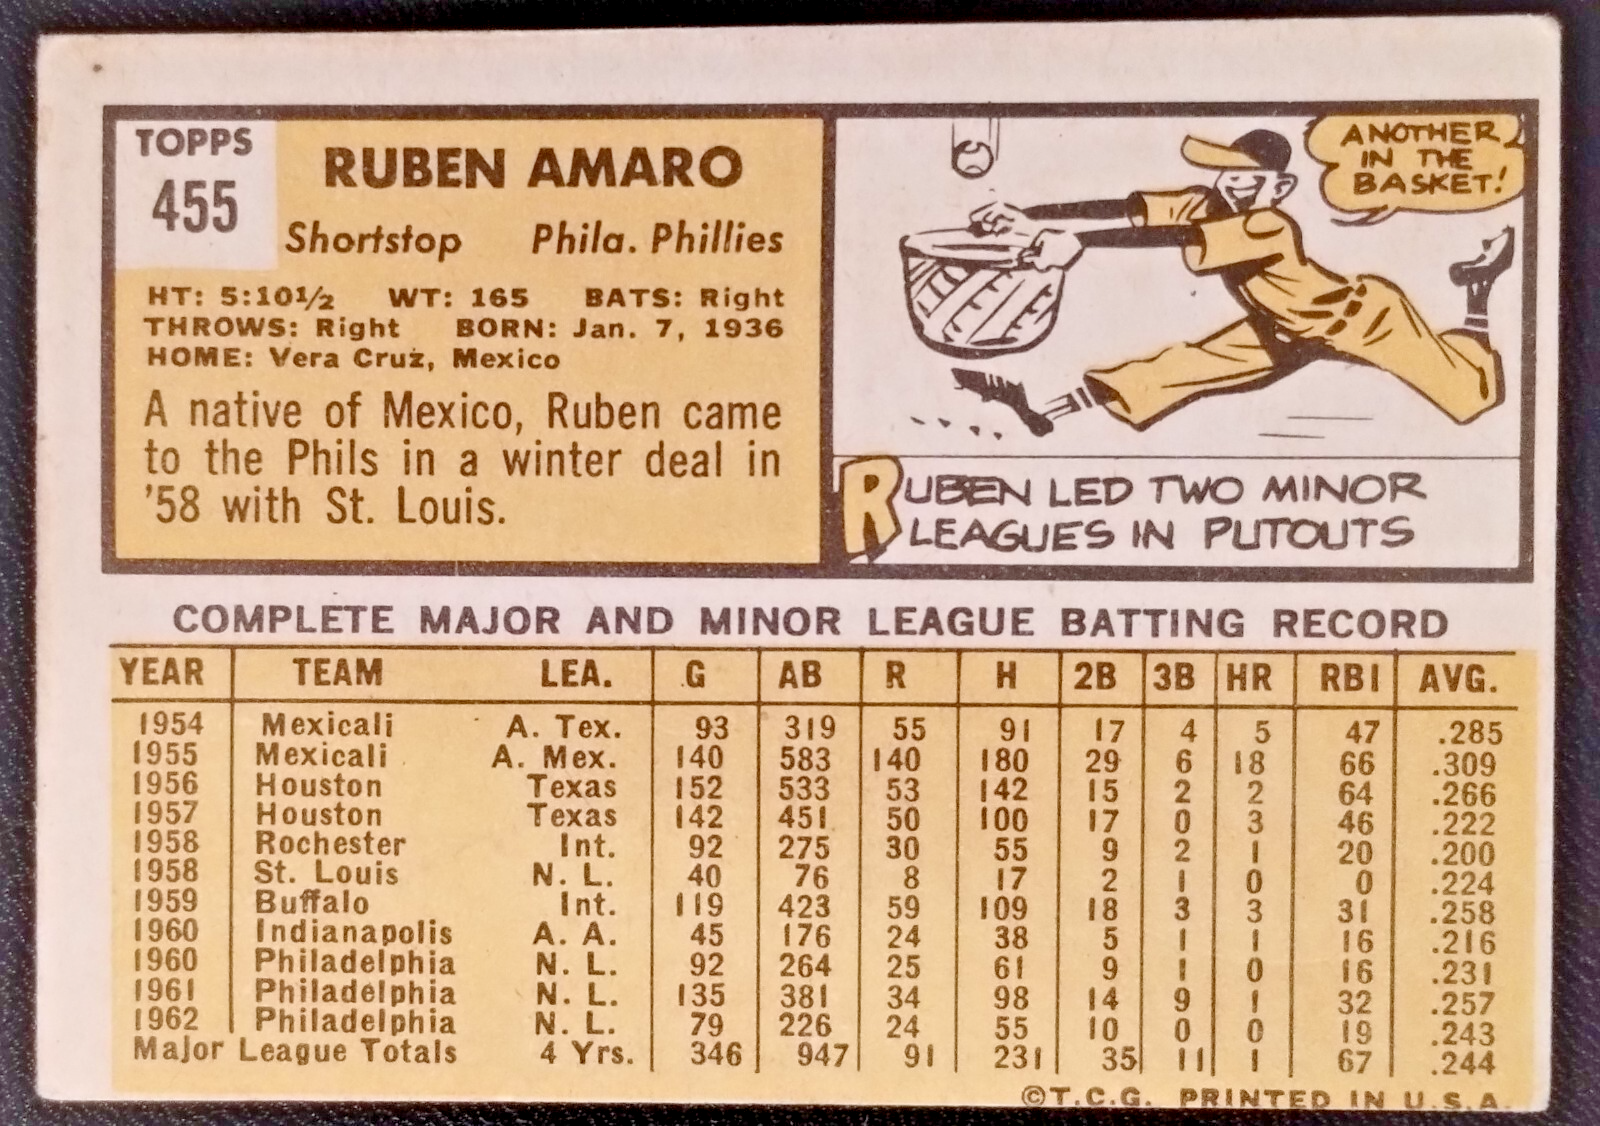 TOPPS
455
RUBEN AMARO
Shortstop Phila. Phillies
HT: 5:10½ WT: 165 BATS: Right
THROWS: Right BORN: Jan. 7, 1936
HOME: Vera Cruz, Mexico
A native of Mexico, Ruben came
to the Phils in a winter deal in
'58 with St. Louis.
ANOTHER
IN THE
BASKET!
RUBEN LED TWO MINOR
LEAGUES IN PUTOUTS
COMPLETE MAJOR AND MINOR LEAGUE BATTING RECORD
YEAR TEAM LEA. G AB R H 2B 3B HR RBI AVG.
1954 Mexicali A. Tex. 93 319 55 91 17 4 5 47 .285
1955 Mexicali A. Mex. 140 583 140 180 29 6 18 66 .309
1956 Houston Texas 152 533 53 142 15 2 2 64 .266
1957 Houston Texas 142 451 50 100 17 0 3 46 .222
1958 Rochester Int. 92 275 30 55 9 2 1 20 .200
1958 St. Louis N. L. 40 76 8 17 2 1 0 0 .224
1959 Buffalo Int. 119 423 59 109 18 3 3 31 .258
1960 Indianapolis A. A. 45 176 24 38 5 1 1 16 .216
1960 Philadelphia N. L. 92 264 25 61 9 1 0 16 .231
1961 Philadelphia N. L. 135 381 34 98 14 9 1 32 .257
1962 Philadelphia N. L. 79 226 24 55 10 0 0 19 .243
Major League Totals 4 Yrs. 346 947 91 231 35 11 1 67 .244
©T.C.G. PRINTED IN U.S.A.